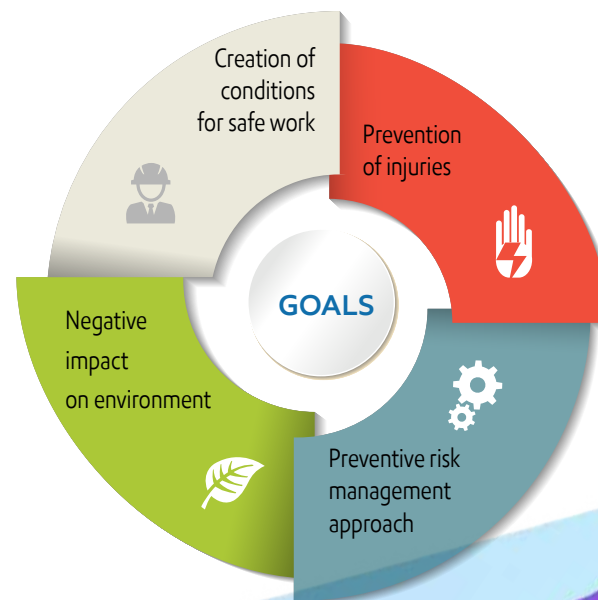 Creation of
conditions
for safe work
Prevention
of injuries
GOALS
Negative
impact
on environment
Preventive risk
management
approach